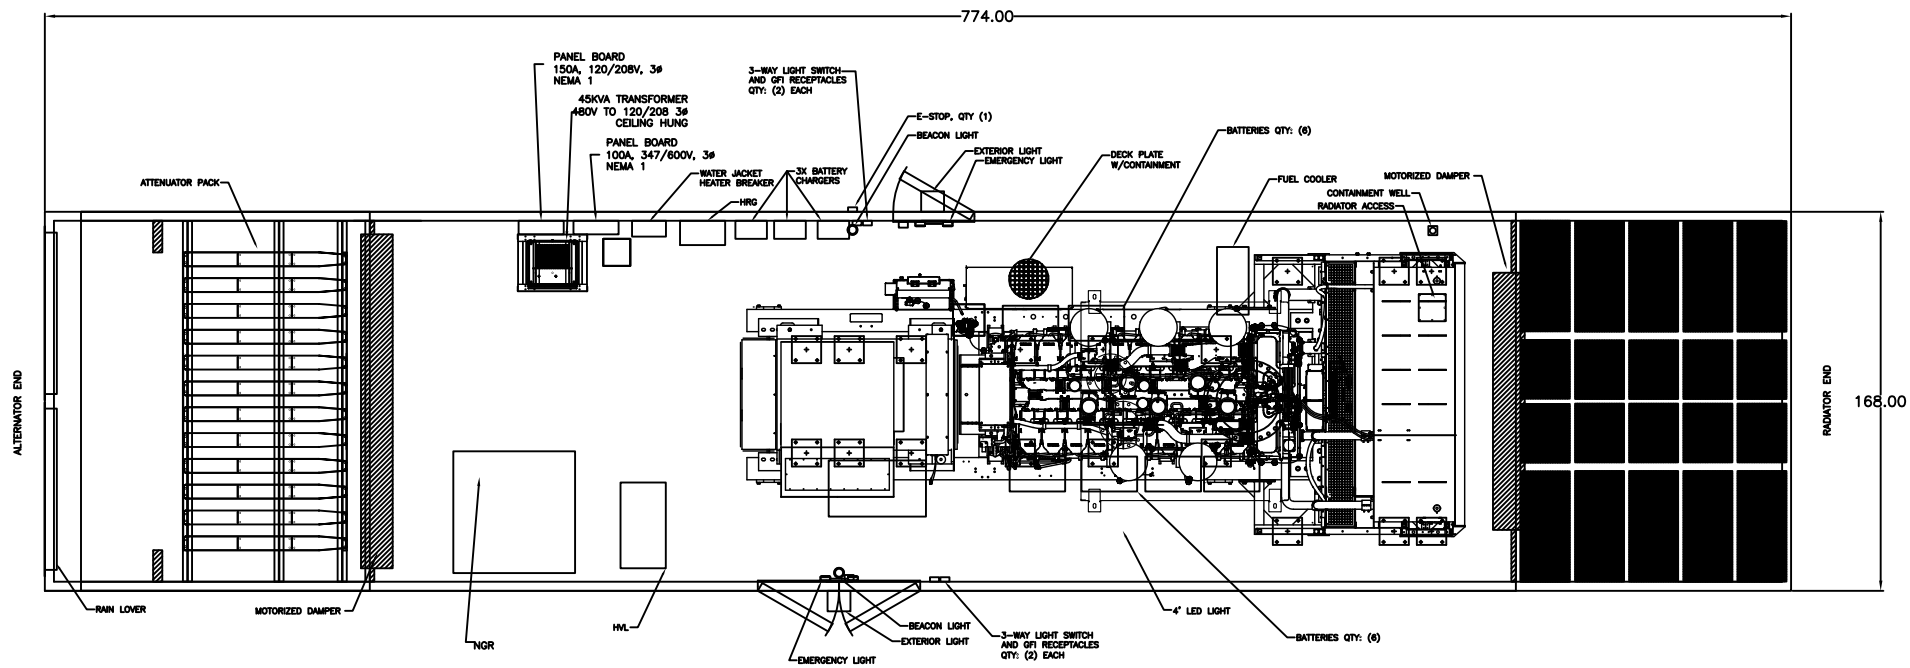 774.00
PANEL BOARD
150A, 120/208V, 3ø
NEMA 1
45KVA TRANSFORMER
480V TO 120/208 3ø
CEILING HUNG
PANEL BOARD
100A, 347/600V, 3ø
NEMA 1
3-WAY LIGHT SWITCH
AND GFI RECEPTACLES
QTY: (2) EACH
E-STOP, QTY (1)
BEACON LIGHT
EXTERIOR LIGHT
EMERGENCY LIGHT
BATTERIES QTY: (6)
DECK PLATE
W/CONTAINMENT
FUEL COOLER
MOTORIZED DAMPER
CONTAINMENT WELL
RADIATOR ACCESS
ATTENUATOR PACK
WATER JACKET
HEATER BREAKER
3X BATTERY
CHARGERS
HRG
ALTERNATOR END
RADIATOR END
168.00
RAIN LOVER
MOTORIZED DAMPER
NGR
HVL
BEACON LIGHT
EXTERIOR LIGHT
EMERGENCY LIGHT
3-WAY LIGHT SWITCH
AND GFI RECEPTACLES
QTY: (2) EACH
4' LED LIGHT
BATTERIES QTY: (6)